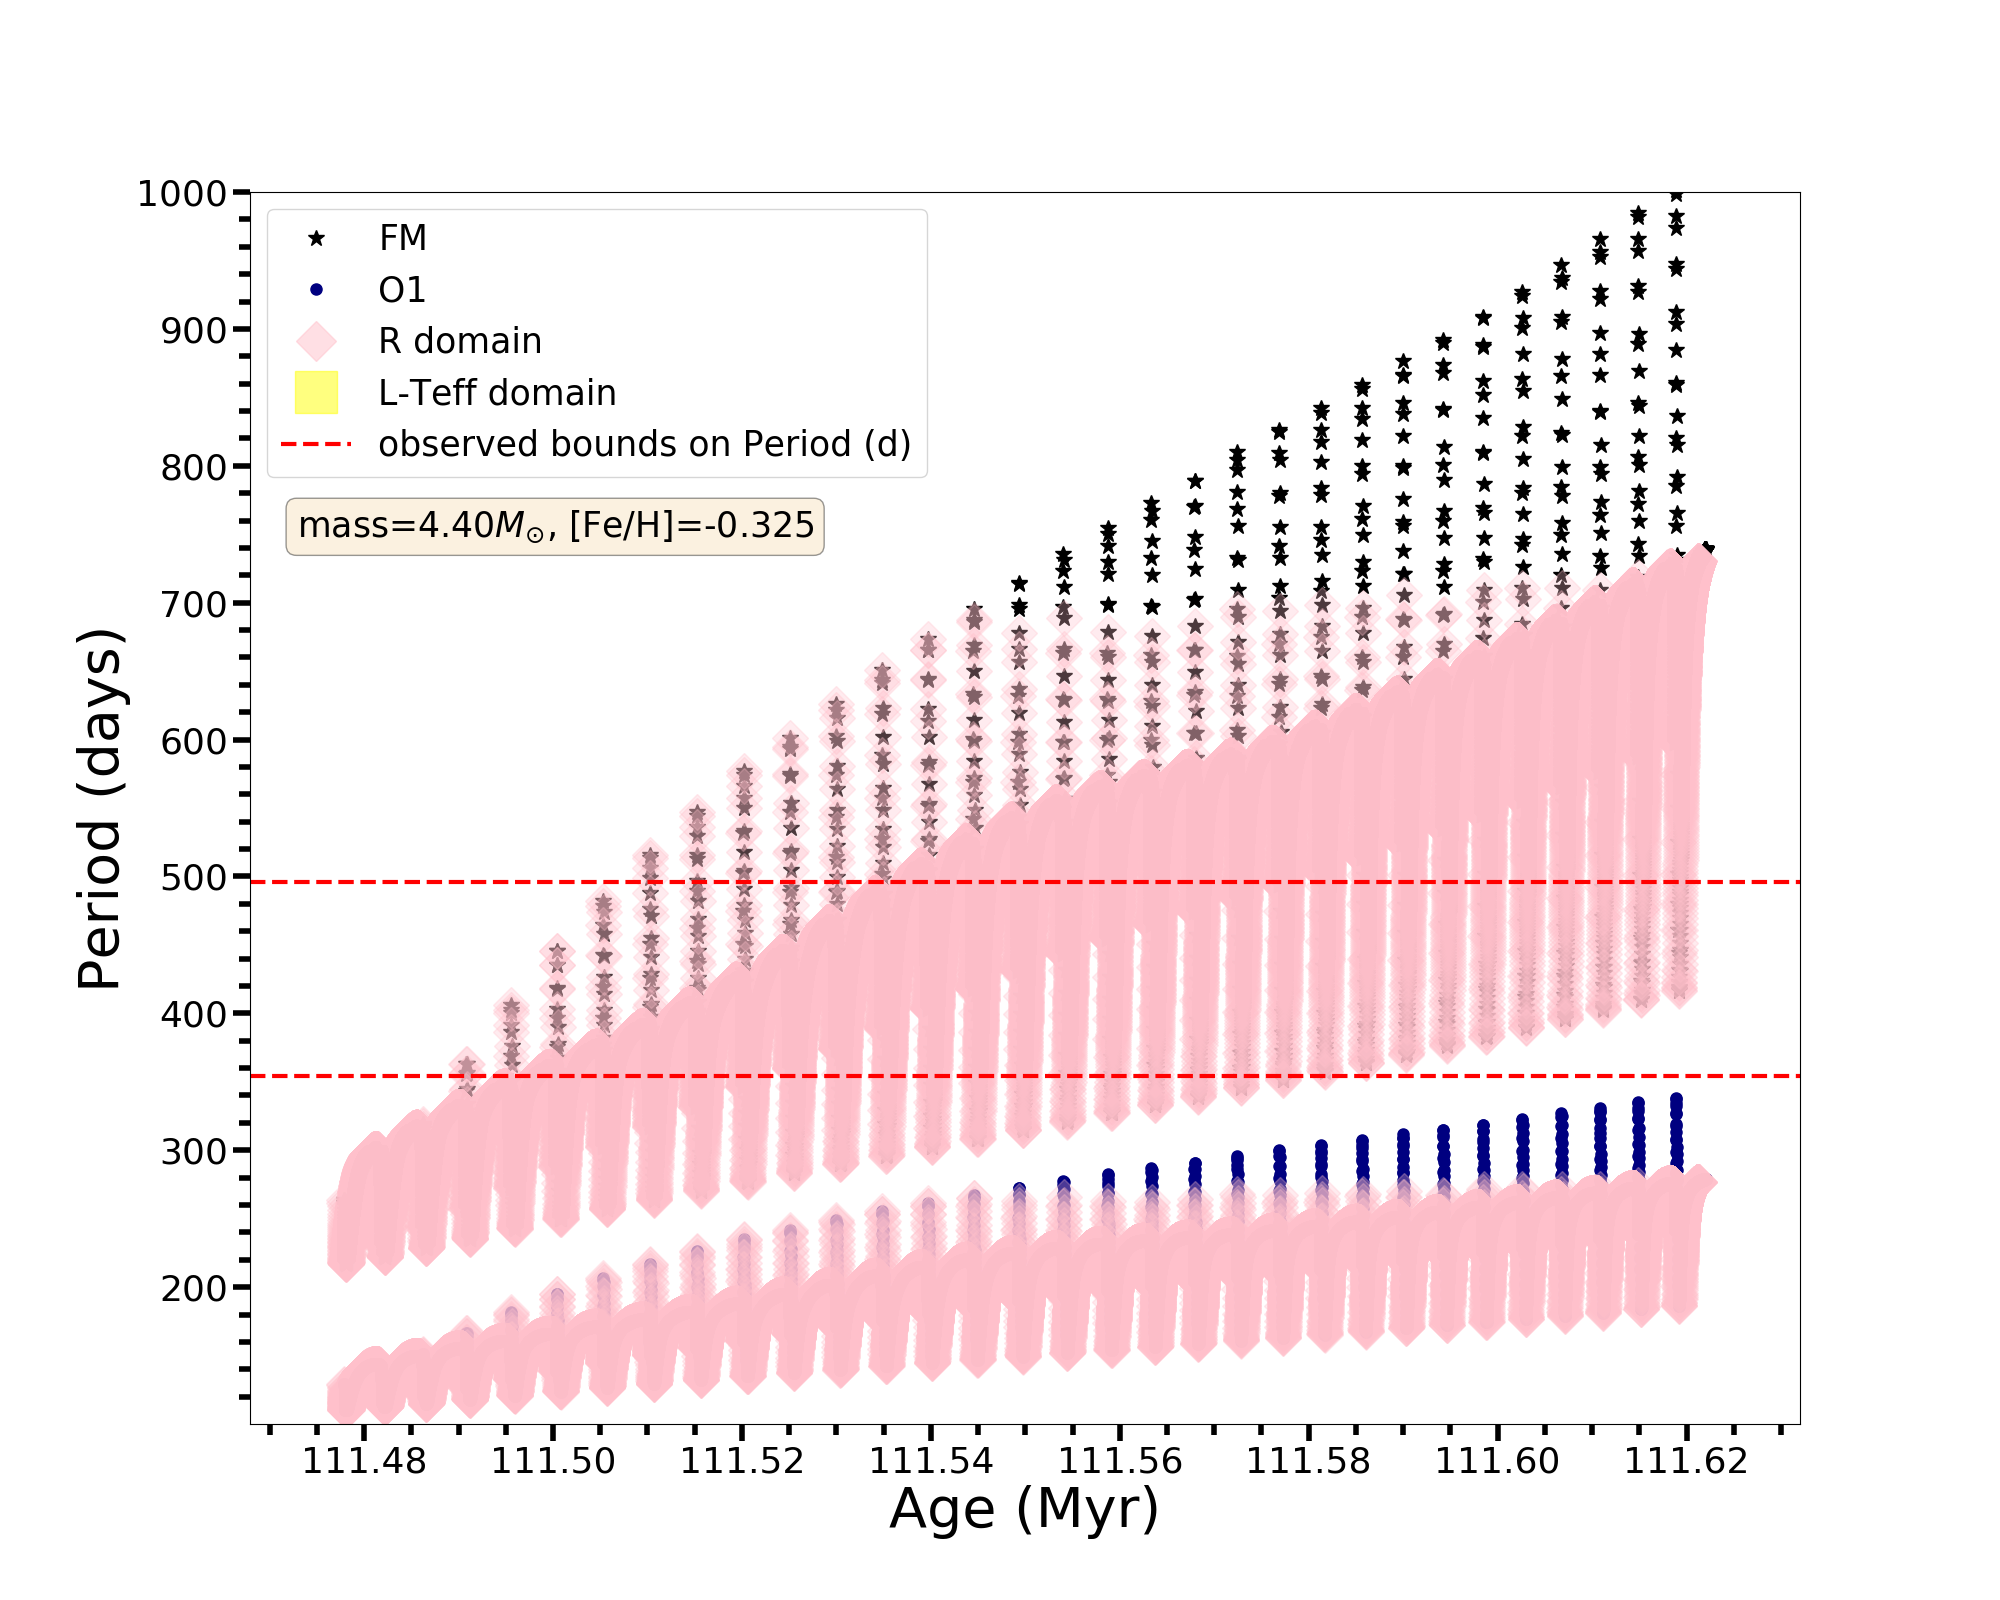 1000
900
800
700
600
500
400
300
200
Period (days)
FM
O1
R domain
L-Teff domain
observed bounds on Period (d)
mass=4.40M⊙, [Fe/H]=-0.325
111.48 111.50 111.52 111.54 111.56 111.58 111.60 111.62
Age (Myr)